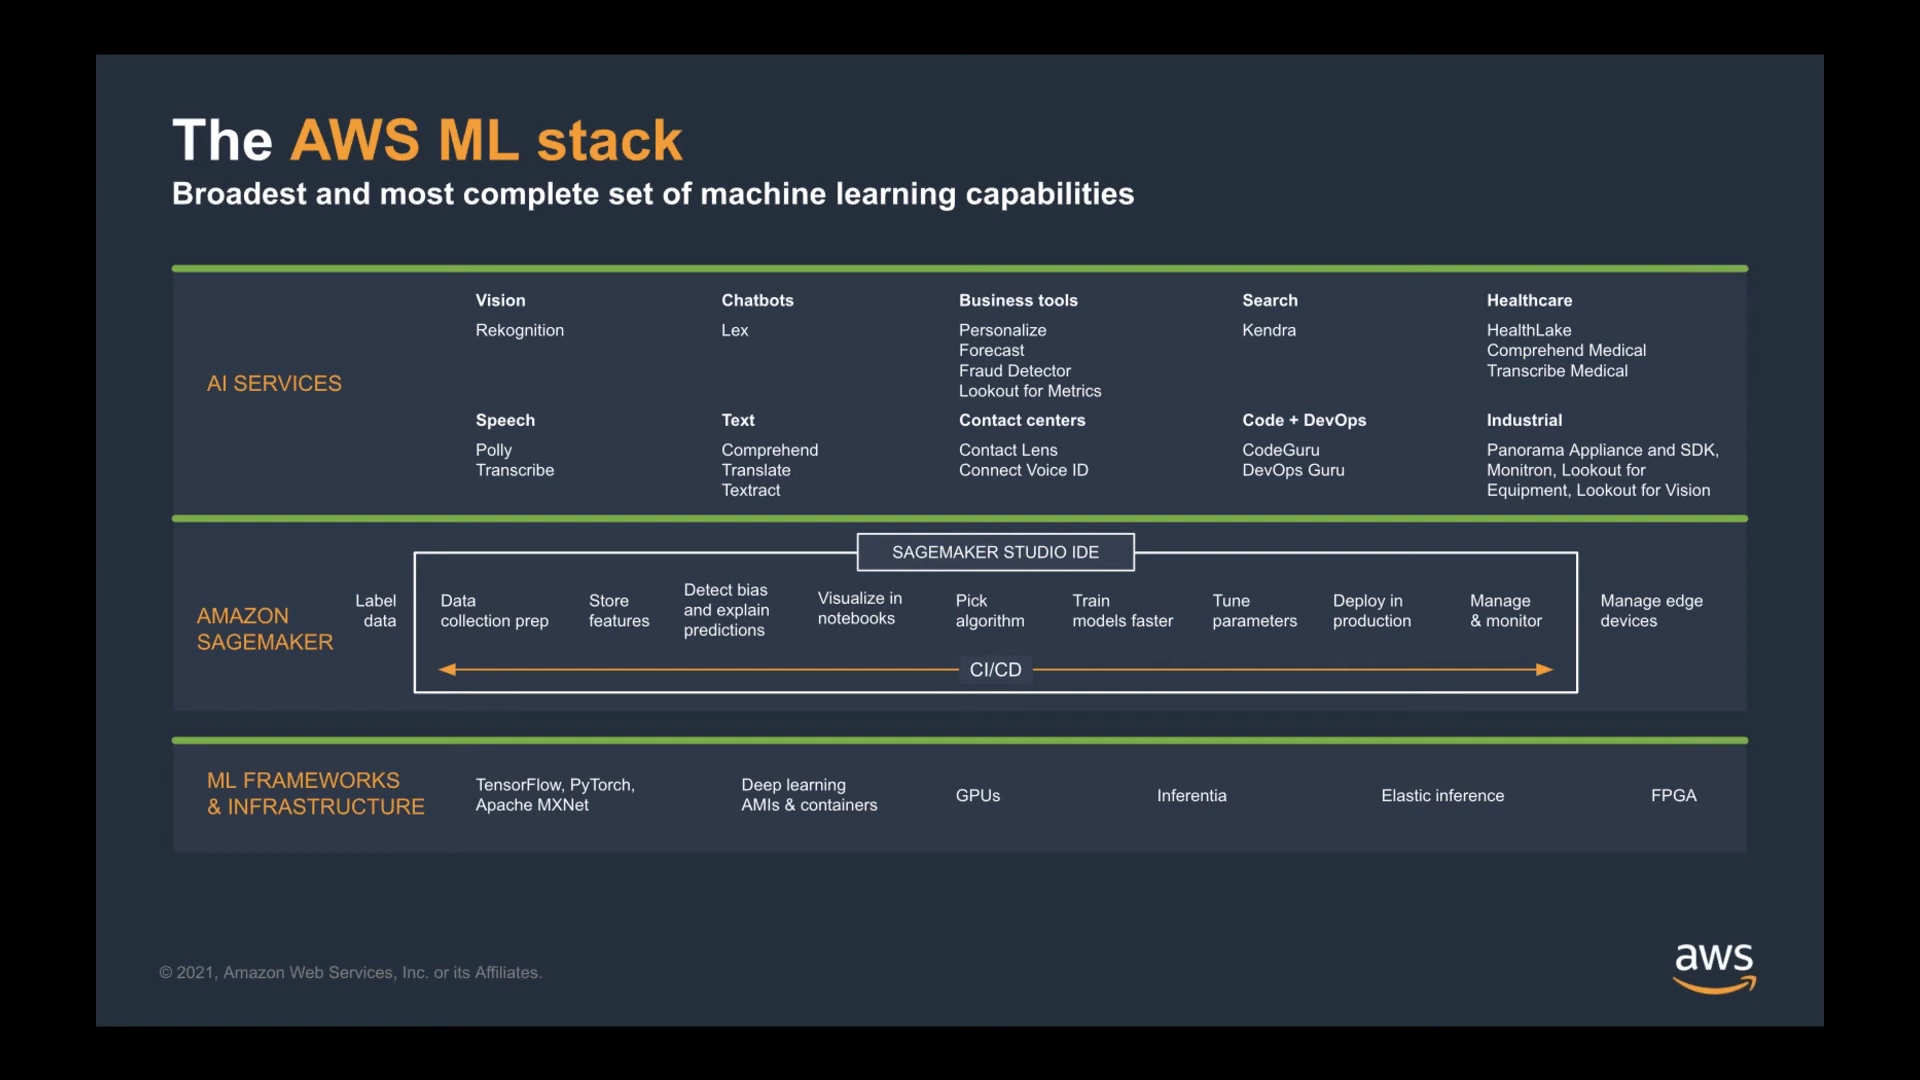 The AWS ML stack
Broadest and most complete set of machine learning capabilities
AI SERVICES
Vision
Rekognition
Chatbots
Lex
Business tools
Personalize
Forecast
Fraud Detector
Lookout for Metrics
Search
Kendra
Healthcare
HealthLake
Comprehend Medical
Transcribe Medical
Speech
Polly
Transcribe
Text
Comprehend
Translate
Textract
Contact centers
Contact Lens
Connect Voice ID
Code + DevOps
CodeGuru
DevOps Guru
Industrial
Panorama Appliance and SDK,
Monitron, Lookout for
Equipment, Lookout for Vision
AMAZON
SAGEMAKER
SAGEMAKER STUDIO IDE
Label
data
Data
collection prep
Store
features
Detect bias
and explain
predictions
Visualize in
notebooks
Pick
algorithm
Train
models faster
Tune
parameters
Deploy in
production
Manage
& monitor
Manage edge
devices
CI/CD
ML FRAMEWORKS
& INFRASTRUCTURE
TensorFlow, PyTorch,
Apache MXNet
Deep learning
AMIs & containers
GPUs
Inferentia
Elastic inference
FPGA
© 2021, Amazon Web Services, Inc. or its Affiliates.
aws